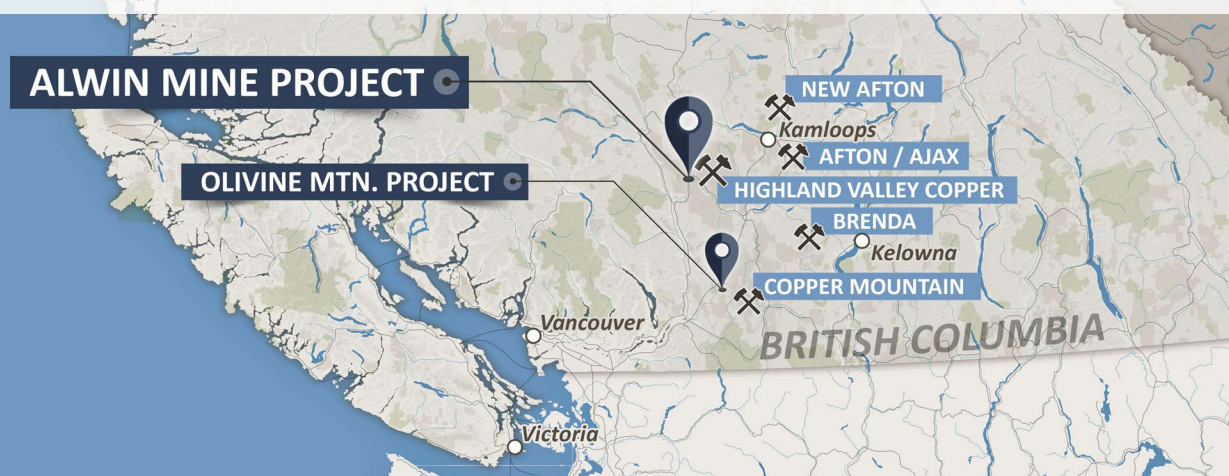 ALWIN MINE PROJECT
NEW AFTON
Kamloops
AFTON / AJAX
OLIVINE MTN. PROJECT
HIGHLAND VALLEY COPPER
BRENDA
Kelowna
COPPER MOUNTAIN
Vancouver
BRITISH COLUMBIA
Victoria